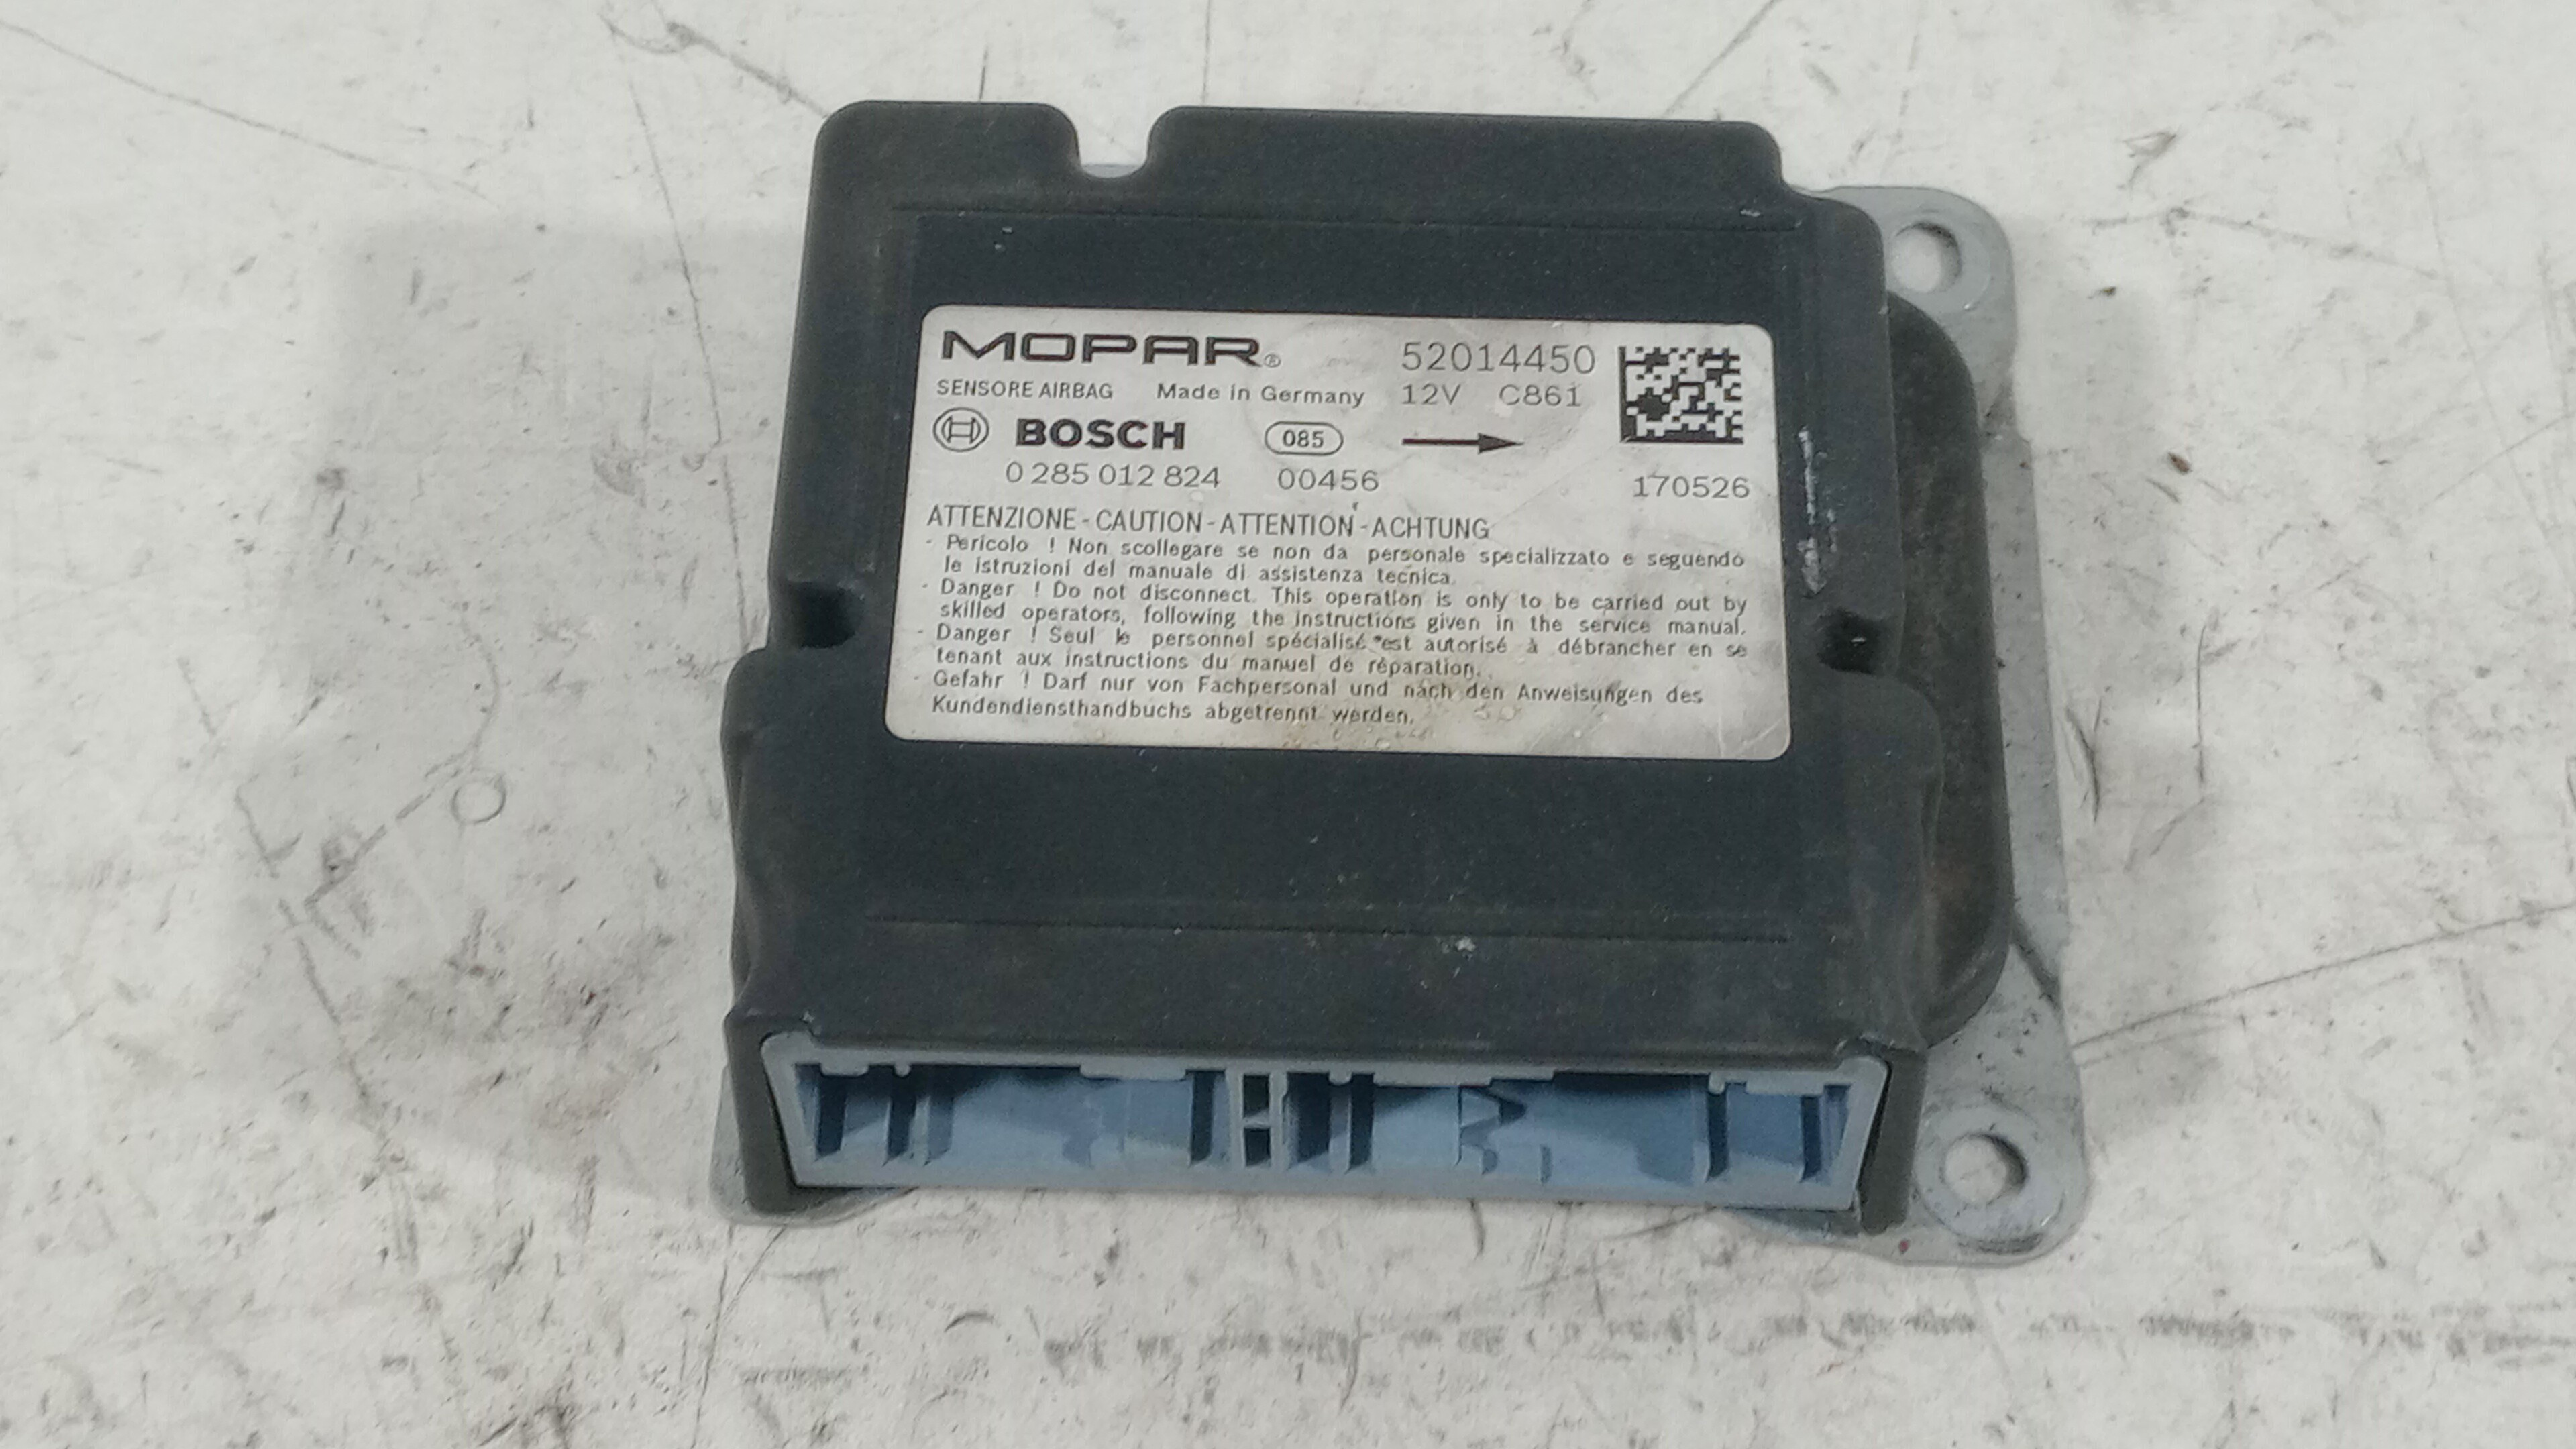 MOPAR® 52014450
SENSORE AIRBAG Made in Germany 12V C861
BOSCH 085
0 285 012 824 00456 170526
ATTENZIONE - CAUTION - ATTENTION - ACHTUNG
- Pericolo ! Non scollegare se non da personale specializzato e seguendo
le istruzioni del manuale di assistenza tecnica.
- Danger ! Do not disconnect. This operation is only to be carried out by
skilled operators, following the instructions given in the service manual.
- Danger ! Seul le personnel spécialisé est autorisé à débrancher en se
tenant aux instructions du manuel de réparation.
- Gefahr ! Darf nur von Fachpersonal und nach den Anweisungen des
Kundendiensthandbuchs abgetrennt werden.